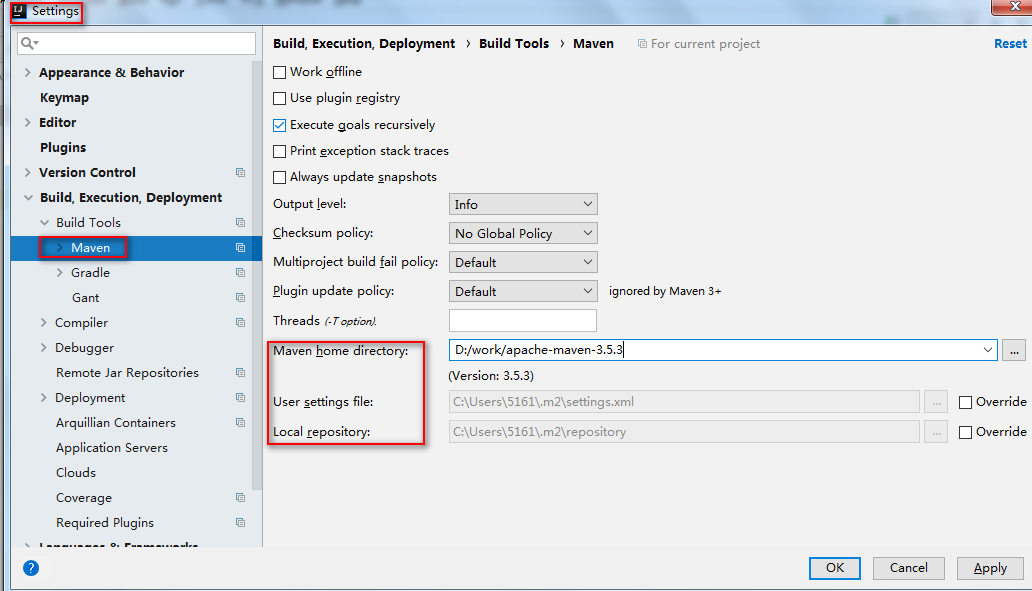 Settings
Appearance & Behavior
Keymap
Editor
Plugins
Version Control
Build, Execution, Deployment
Build Tools
Maven
Gradle
Gant
Compiler
Debugger
Remote Jar Repositories
Deployment
Arquillian Containers
Application Servers
Clouds
Coverage
Required Plugins
Languages & Frameworks
Build, Execution, Deployment › Build Tools › Maven For current project Reset
Work offline
Use plugin registry
Execute goals recursively
Print exception stack traces
Always update snapshots
Output level: Info
Checksum policy: No Global Policy
Multiproject build fail policy: Default
Plugin update policy: Default ignored by Maven 3+
Threads (-T option).
Maven home directory: D:/work/apache-maven-3.5.3 ...
(Version: 3.5.3)
User settings file: C:\Users\5161\.m2\settings.xml ... Override
Local repository: C:\Users\5161\.m2\repository ... Override
? OK Cancel Apply